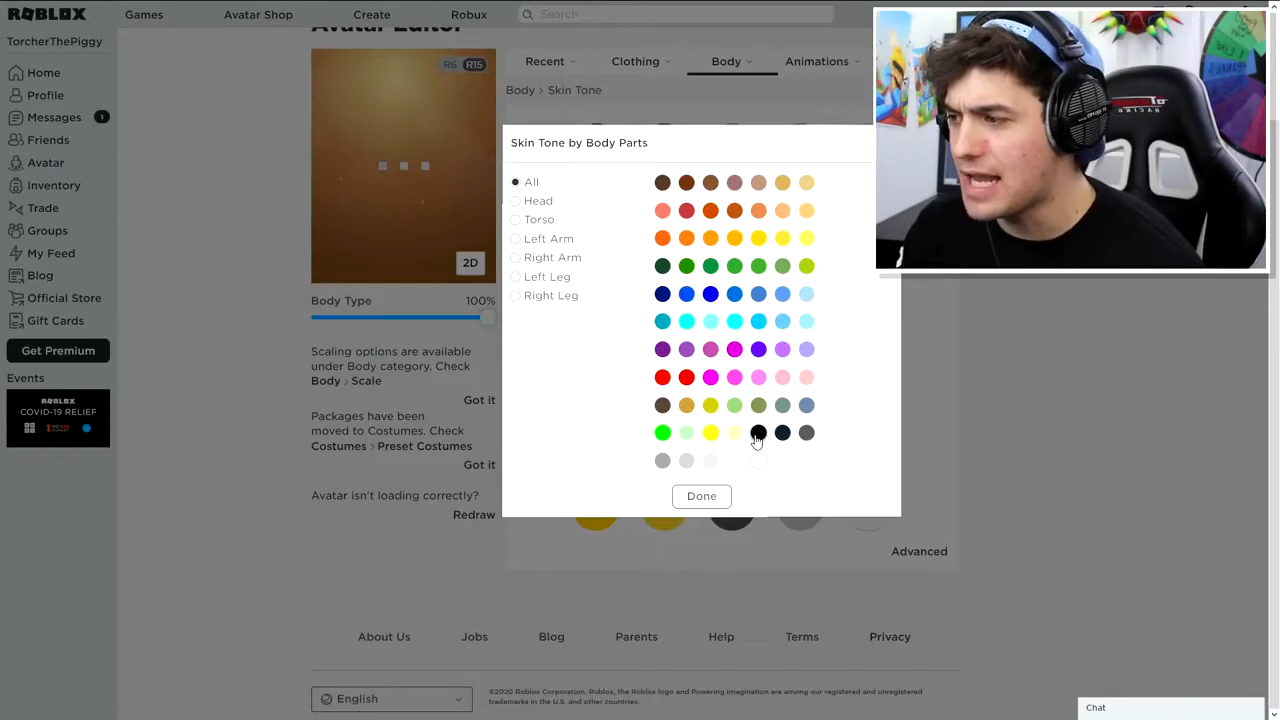 ROBLOX
Games
Avatar Shop
Create
Robux
Search
TorcherThePiggy
Home
Profile
Messages
1
Friends
Avatar
Inventory
Trade
Groups
My Feed
Blog
Official Store
Gift Cards
Get Premium
Events
ROBLOX
COVID-19 RELIEF
Avatar Editor
R6
R15
2D
Body Type
100%
Scaling options are available
under Body category. Check
Body > Scale
Got it
Packages have been
moved to Costumes. Check
Costumes > Preset Costumes
Got it
Avatar isn't loading correctly?
Redraw
Recent
Clothing
Body
Animations
Body > Skin Tone
Skin Tone by Body Parts
All
Head
Torso
Left Arm
Right Arm
Left Leg
Right Leg
Done
Advanced
About Us
Jobs
Blog
Parents
Help
Terms
Privacy
English
©2020 Roblox Corporation. Roblox, the Roblox logo and Powering Imagination are among our registered and unregistered
trademarks in the U.S. and other countries.
Chat